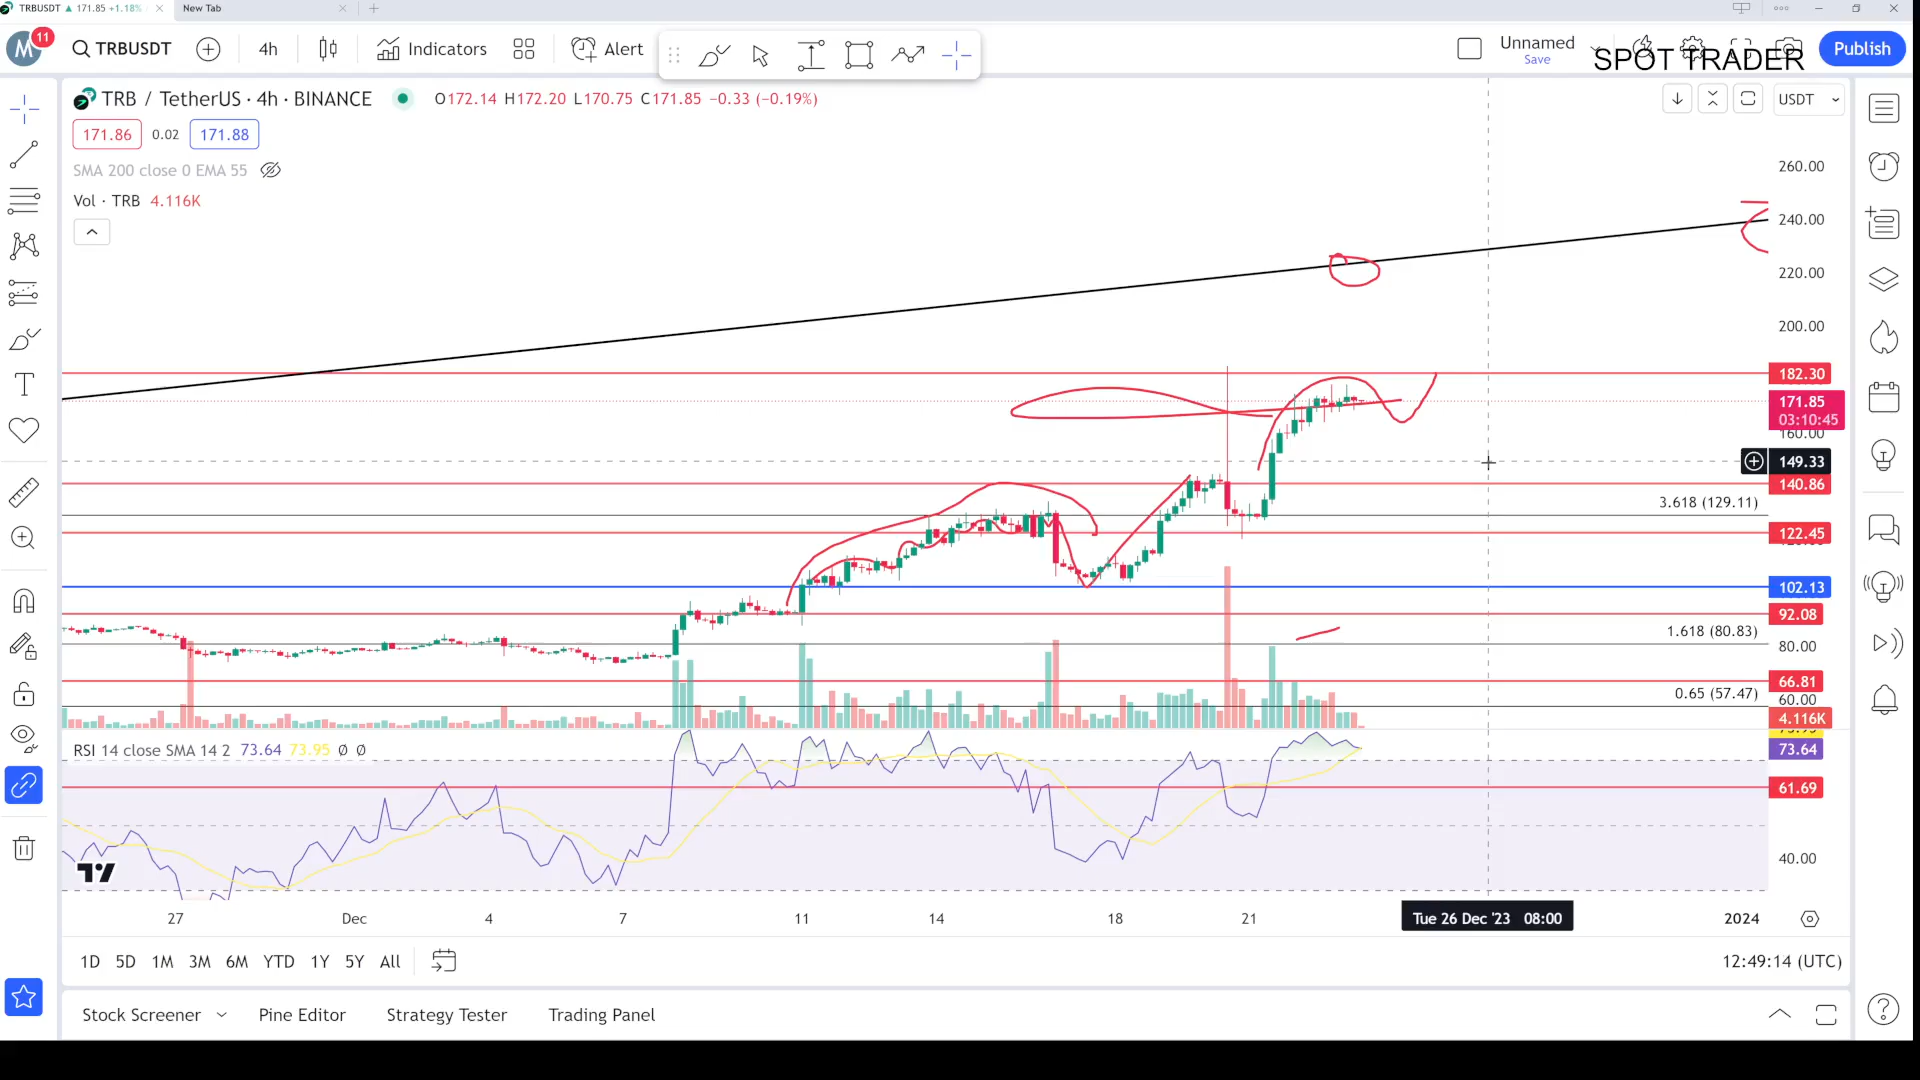 TRBUSDT ▲ 171.85 +1.18%
New Tab
M
11
TRBUSDT
4h
Indicators
Alert
Unnamed
Save
SPOT TRADER
Publish
TRB / TetherUS · 4h · BINANCE
O172.14 H172.20 L170.75 C171.85 −0.33 (−0.19%)
USDT
171.86
0.02
171.88
SMA 200 close 0 EMA 55
Vol · TRB 4.116K
260.00
240.00
220.00
200.00
182.30
171.85
03:10:45
160.00
149.33
140.86
3.618 (129.11)
122.45
102.13
92.08
1.618 (80.83)
80.00
66.81
0.65 (57.47)
60.00
4.116K
RSI 14 close SMA 14 2 73.64 73.95 Ø Ø
73.95
73.64
61.69
40.00
27
Dec
4
7
11
14
18
21
Tue 26 Dec '23 08:00
2024
1D 5D 1M 3M 6M YTD 1Y 5Y All
12:49:14 (UTC)
Stock Screener
Pine Editor
Strategy Tester
Trading Panel